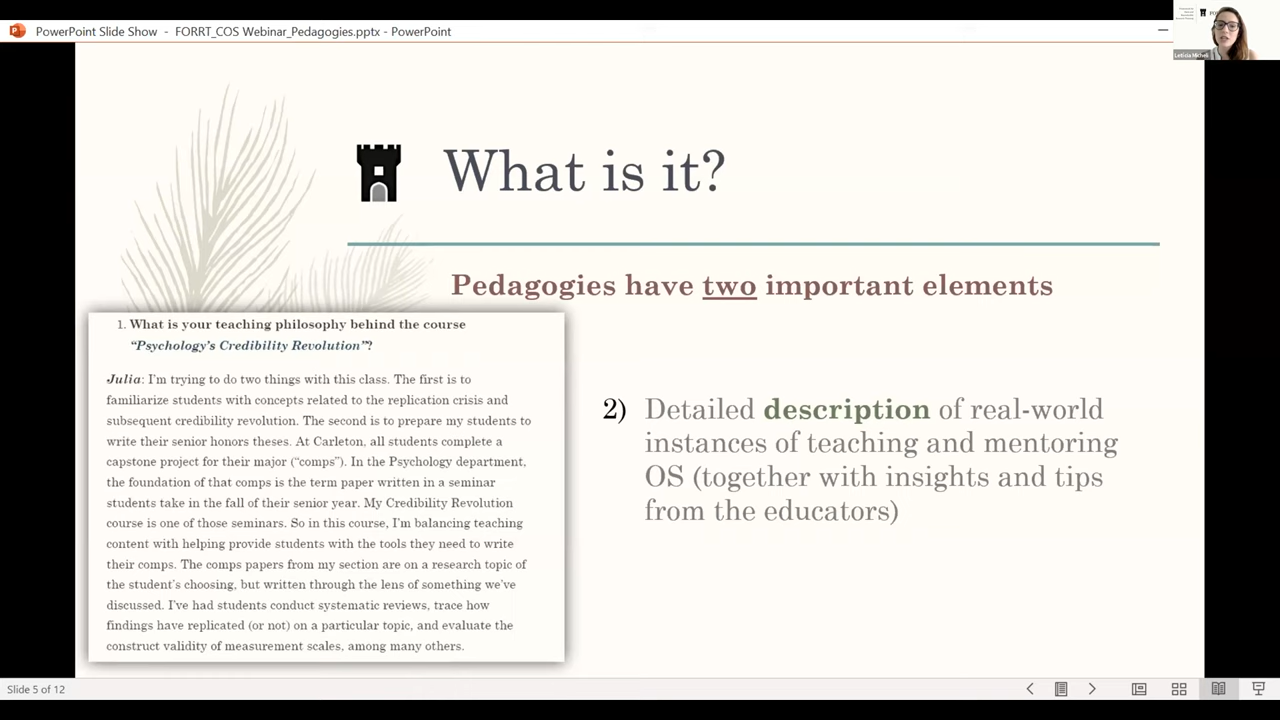 PowerPoint Slide Show - FORRT_COS Webinar_Pedagogies.pptx - PowerPoint
What is it?
Pedagogies have two important elements
1. What is your teaching philosophy behind the course
“Psychology’s Credibility Revolution”?
Julia: I’m trying to do two things with this class. The first is to
familiarize students with concepts related to the replication crisis and
subsequent credibility revolution. The second is to prepare my students to
write their senior honors theses. At Carleton, all students complete a
capstone project for their major (“comps”). In the Psychology department,
the foundation of that comps is the term paper written in a seminar
students take in the fall of their senior year. My Credibility Revolution
course is one of those seminars. So in this course, I’m balancing teaching
content with helping provide students with the tools they need to write
their comps. The comps papers from my section are on a research topic of
the student’s choosing, but written through the lens of something we’ve
discussed. I’ve had students conduct systematic reviews, trace how
findings have replicated (or not) on a particular topic, and evaluate the
construct validity of measurement scales, among many others.
2) Detailed description of real-world
instances of teaching and mentoring
OS (together with insights and tips
from the educators)
Slide 5 of 12